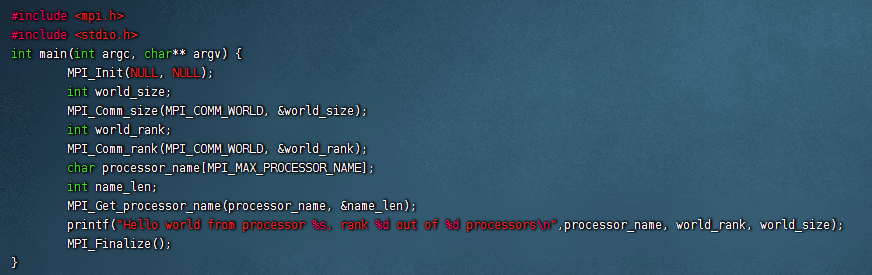 #include <mpi.h>
#include <stdio.h>
int main(int argc, char** argv) {
        MPI_Init(NULL, NULL);
        int world_size;
        MPI_Comm_size(MPI_COMM_WORLD, &world_size);
        int world_rank;
        MPI_Comm_rank(MPI_COMM_WORLD, &world_rank);
        char processor_name[MPI_MAX_PROCESSOR_NAME];
        int name_len;
        MPI_Get_processor_name(processor_name, &name_len);
        printf("Hello world from processor %s, rank %d out of %d processors\n",processor_name, world_rank, world_size);
        MPI_Finalize();
}